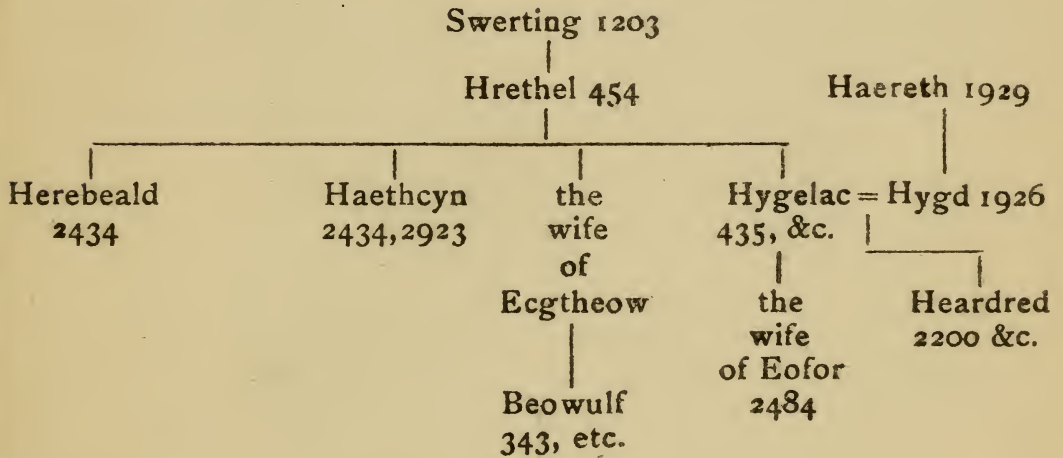 Swerting 1203
Hrethel 454 Haereth 1929
Herebeald Haethcyn the Hygelac = Hygd 1926
2434 2434, 2923 wife 435, &c.
of
Ecgtheow the Heardred
wife 2200 &c.
of Eofor
Beowulf 2484
343, etc.